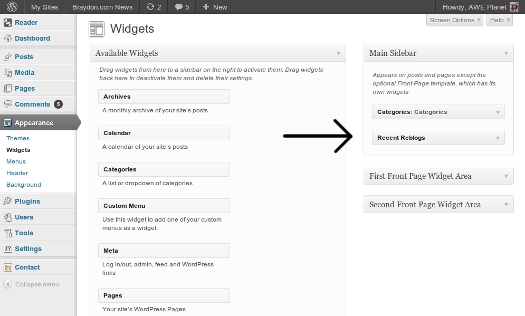 My Sites Braydon.com News 2 5 + New Howdy, AWE Planet
Screen Options Help
Reader
Dashboard
Posts
Media
Pages
Comments 3
Appearance
Themes
Widgets
Menus
Header
Background
Plugins
Users
Tools
Settings
Contact
Collapse menu
Widgets
Available Widgets
Drag widgets from here to a sidebar on the right to activate them. Drag widgets
back here to deactivate them and delete their settings.
Archives
A monthly archive of your site's posts
Calendar
A calendar of your site's posts
Categories
A list or dropdown of categories
Custom Menu
Use this widget to add one of your custom
menus as a widget.
Meta
Log in/out, admin, feed and WordPress
links
Pages
Your site's WordPress Pages
Main Sidebar
Appears on posts and pages except the
optional Front Page template, which has its
own widgets
Categories: Categories
Recent Reblogs
First Front Page Widget Area
Second Front Page Widget Area